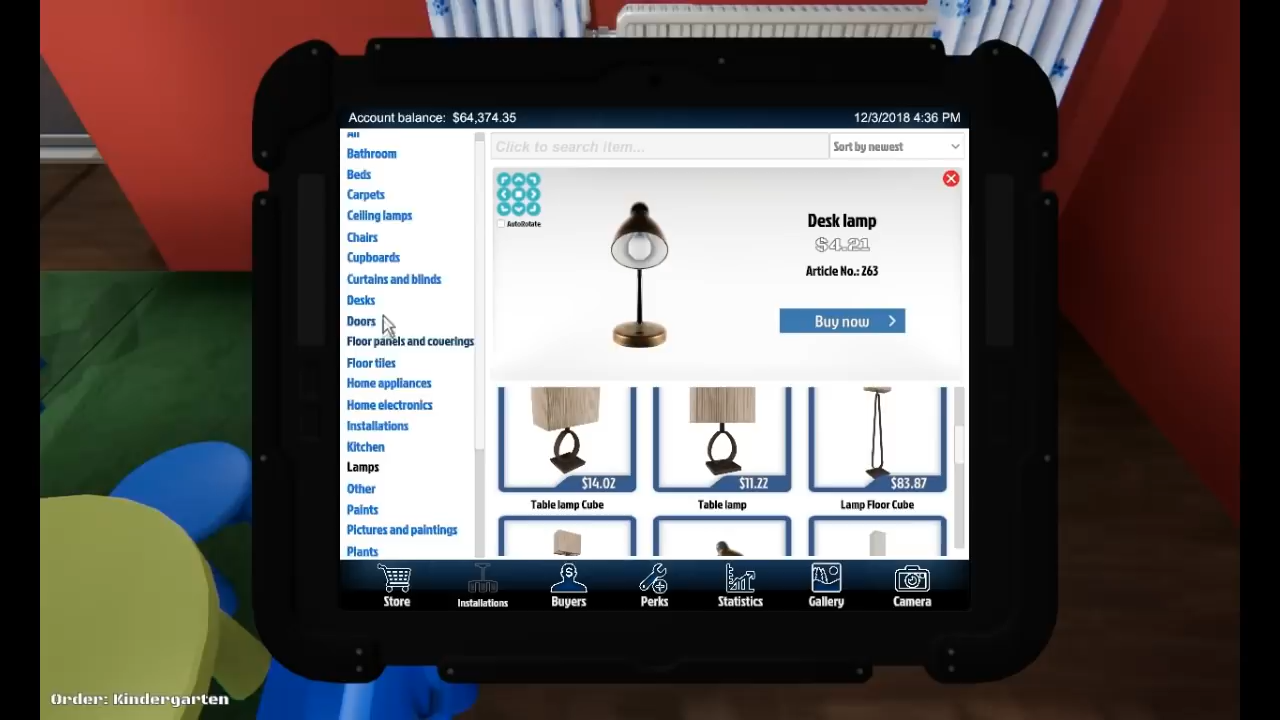 Account balance: $64,374.35
12/3/2018 4:36 PM
All
Bathroom
Beds
Carpets
Ceiling lamps
Chairs
Cupboards
Curtains and blinds
Desks
Doors
Floor panels and coverings
Floor tiles
Home appliances
Home electronics
Installations
Kitchen
Lamps
Other
Paints
Pictures and paintings
Plants
Click to search item...
Sort by newest
AutoRotate
Desk lamp
$4.21
Article No.: 263
Buy now
$14.02
$11.22
$83.87
Table lamp Cube
Table lamp
Lamp Floor Cube
Store
Installations
Buyers
Perks
Statistics
Gallery
Camera
Order: Kindergarten